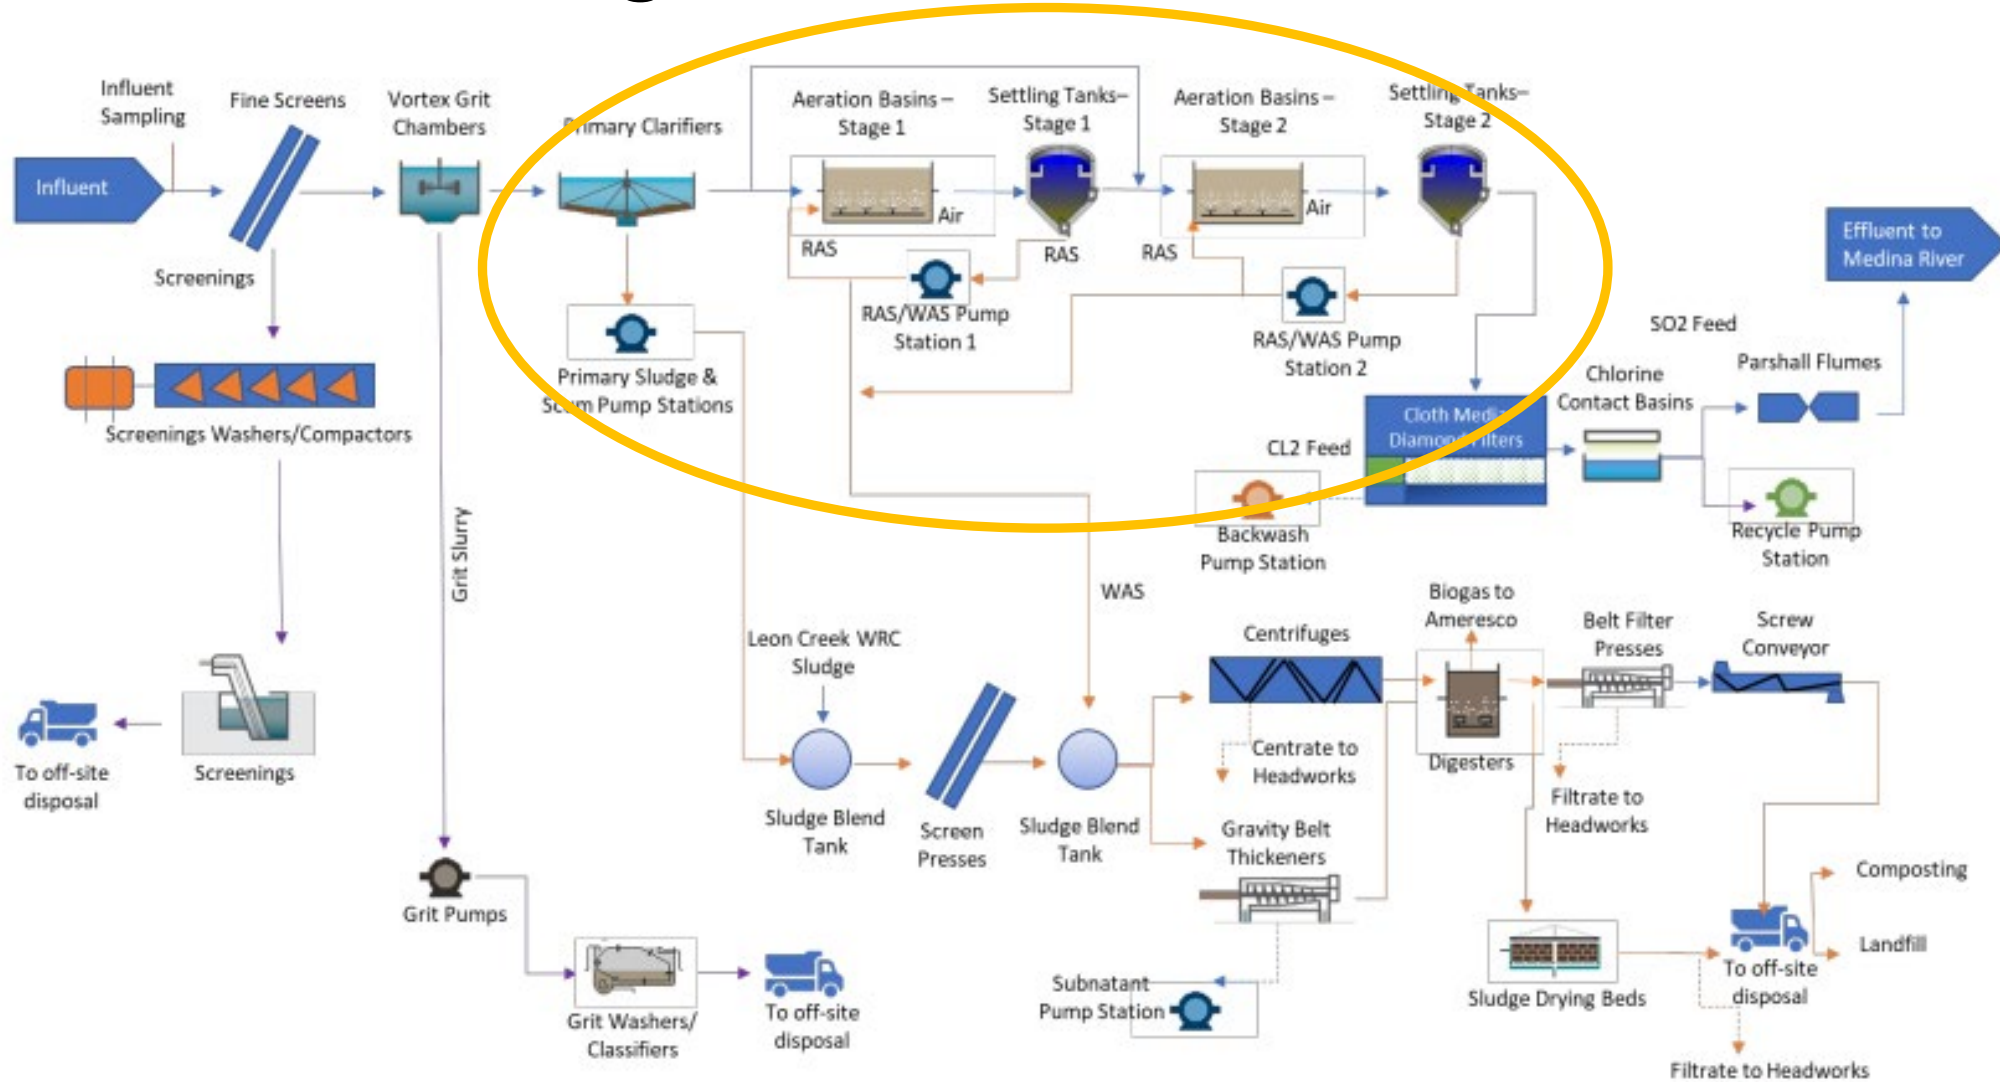 Influent
Sampling
Fine Screens
Vortex Grit
Chambers
Primary Clarifiers
Aeration Basins –
Stage 1
Settling Tanks–
Stage 1
Aeration Basins –
Stage 2
Settling Tanks–
Stage 2
Influent
Air
Air
RAS
RAS
RAS
Effluent to
Medina River
Screenings
RAS/WAS Pump
Station 1
RAS/WAS Pump
Station 2
SO2 Feed
Parshall Flumes
Chlorine
Contact Basins
Primary Sludge &
Scum Pump Stations
Screenings Washers/Compactors
Cloth Media
Diamond Filters
CL2 Feed
Backwash
Pump Station
Recycle Pump
Station
Grit Slurry
WAS
Leon Creek WRC
Sludge
Centrifuges
Biogas to
Ameresco
Belt Filter
Presses
Screw
Conveyor
To off-site
disposal
Screenings
Sludge Blend
Tank
Screen
Presses
Sludge Blend
Tank
Centrate to
Headworks
Digesters
Filtrate to
Headworks
Gravity Belt
Thickeners
Grit Pumps
Composting
Landfill
Grit Washers/
Classifiers
To off-site
disposal
Subnatant
Pump Station
Sludge Drying Beds
To off-site
disposal
Filtrate to Headworks